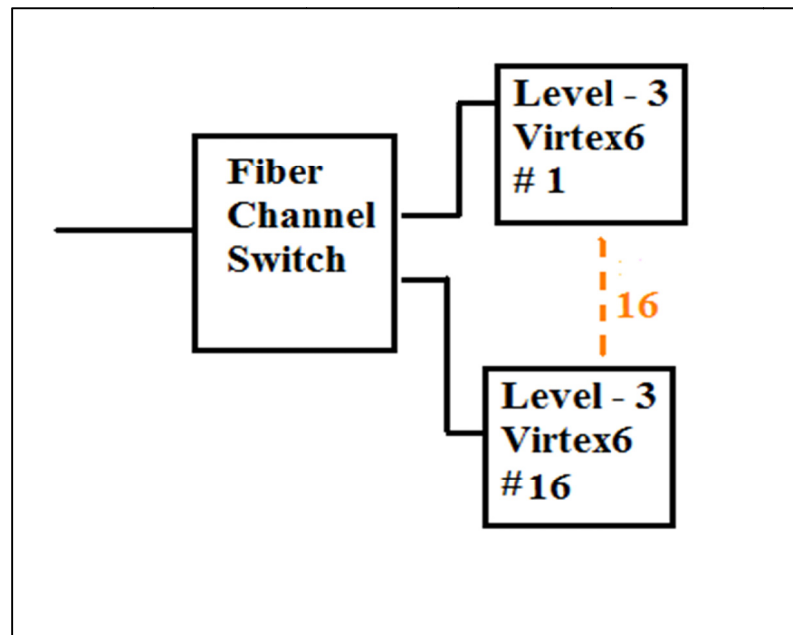 Fiber
Channel
Switch
Level - 3
Virtex6
# 1
16
Level - 3
Virtex6
# 16